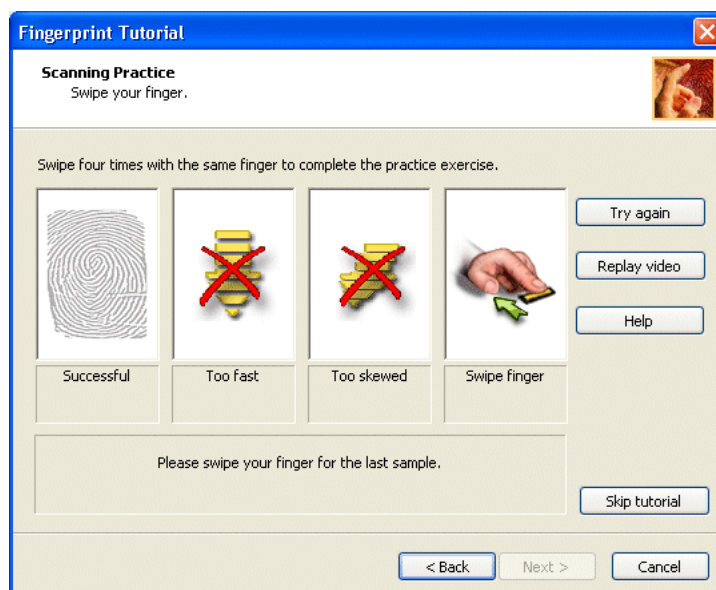 Fingerprint Tutorial
Scanning Practice
Swipe your finger.
Swipe four times with the same finger to complete the practice exercise.
Successful
Too fast
Too skewed
Swipe finger
Try again
Replay video
Help
Please swipe your finger for the last sample.
Skip tutorial
< Back
Next >
Cancel